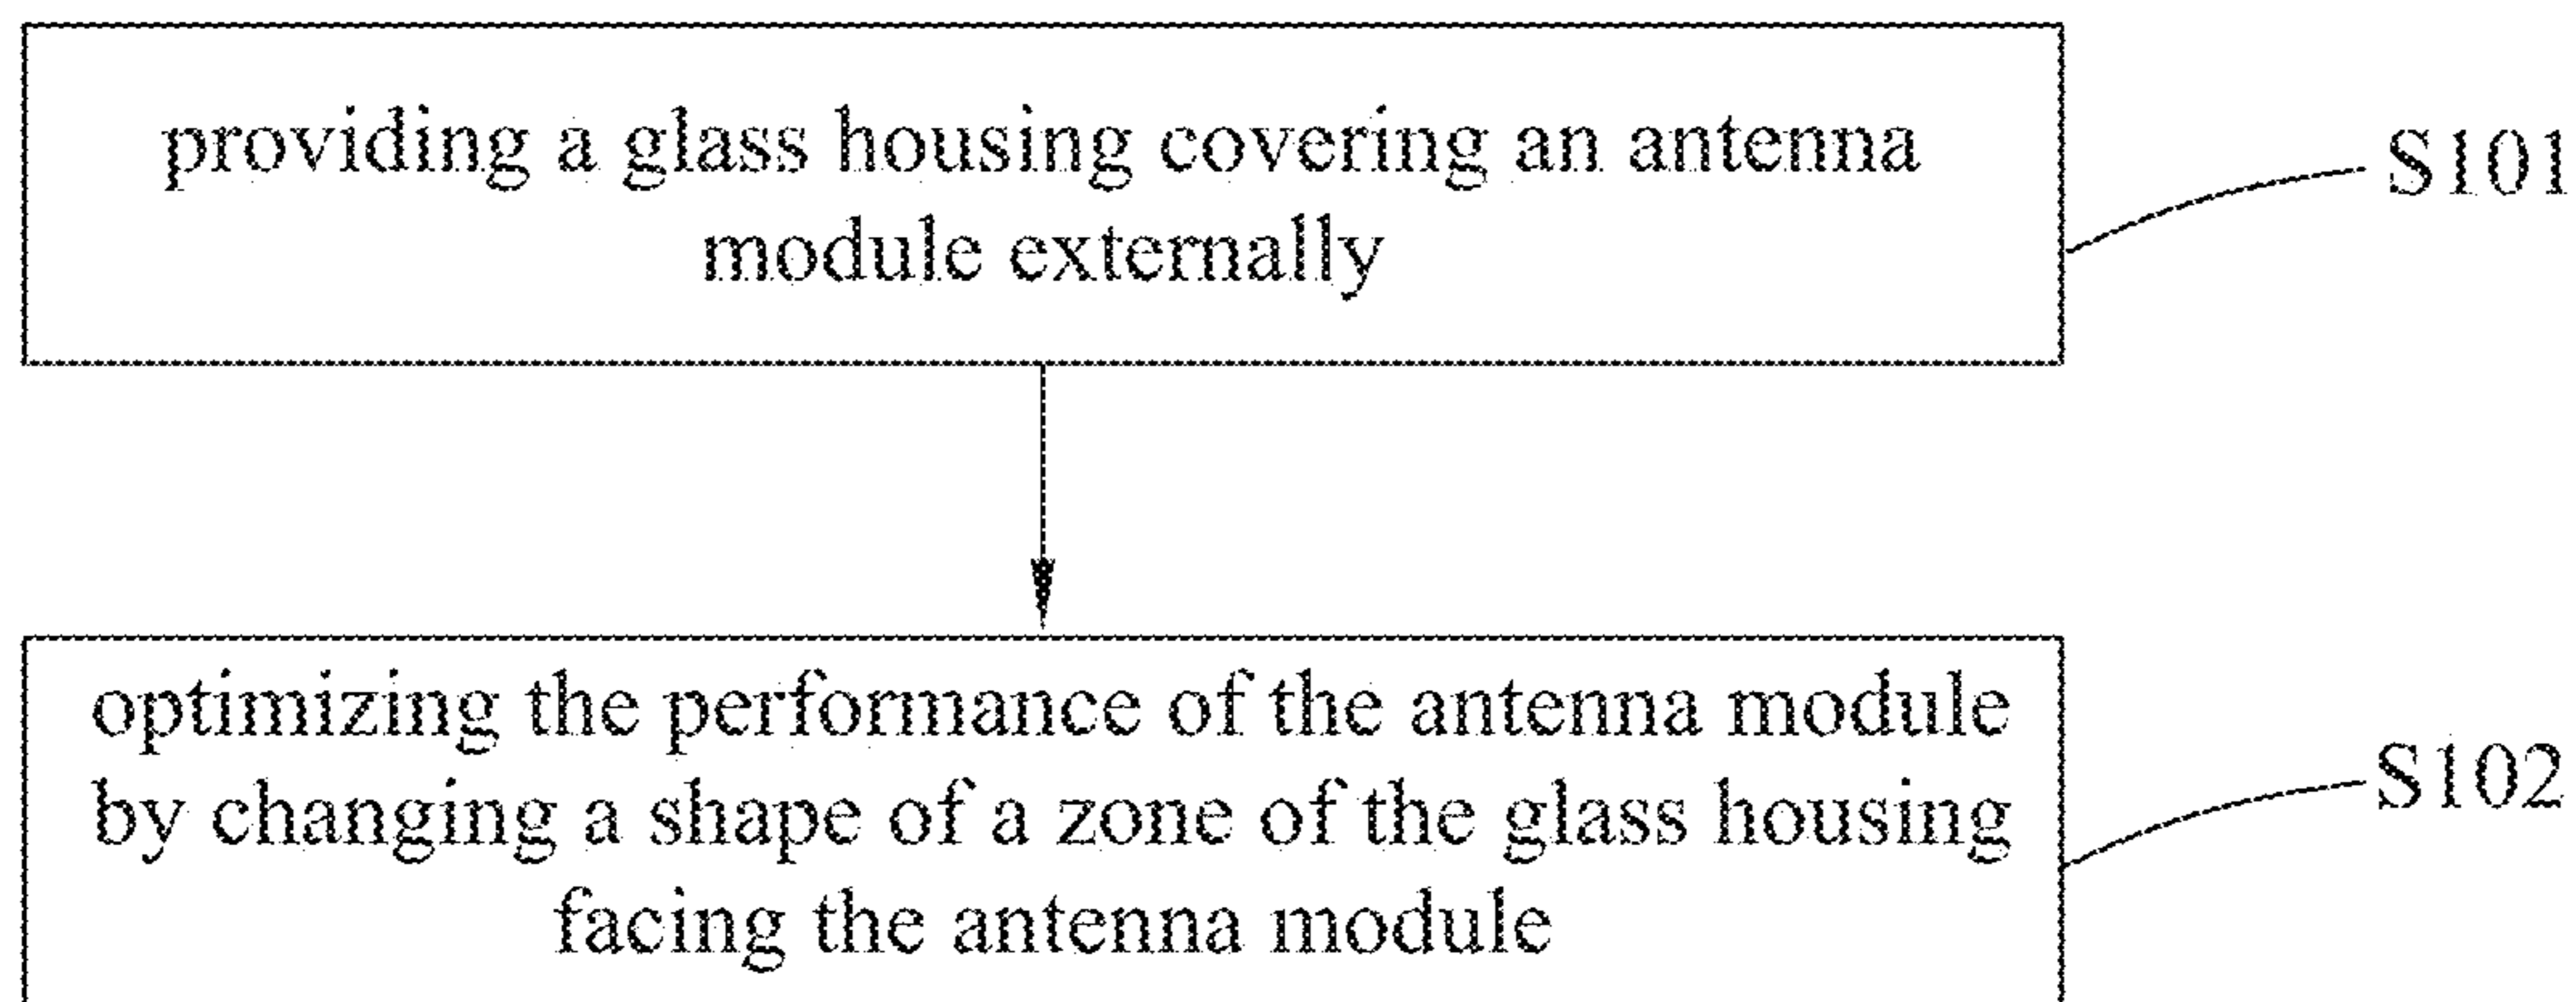 providing a glass housing covering an antenna
module externally
S101
optimizing the performance of the antenna module
by changing a shape of a zone of the glass housing
facing the antenna module
S102